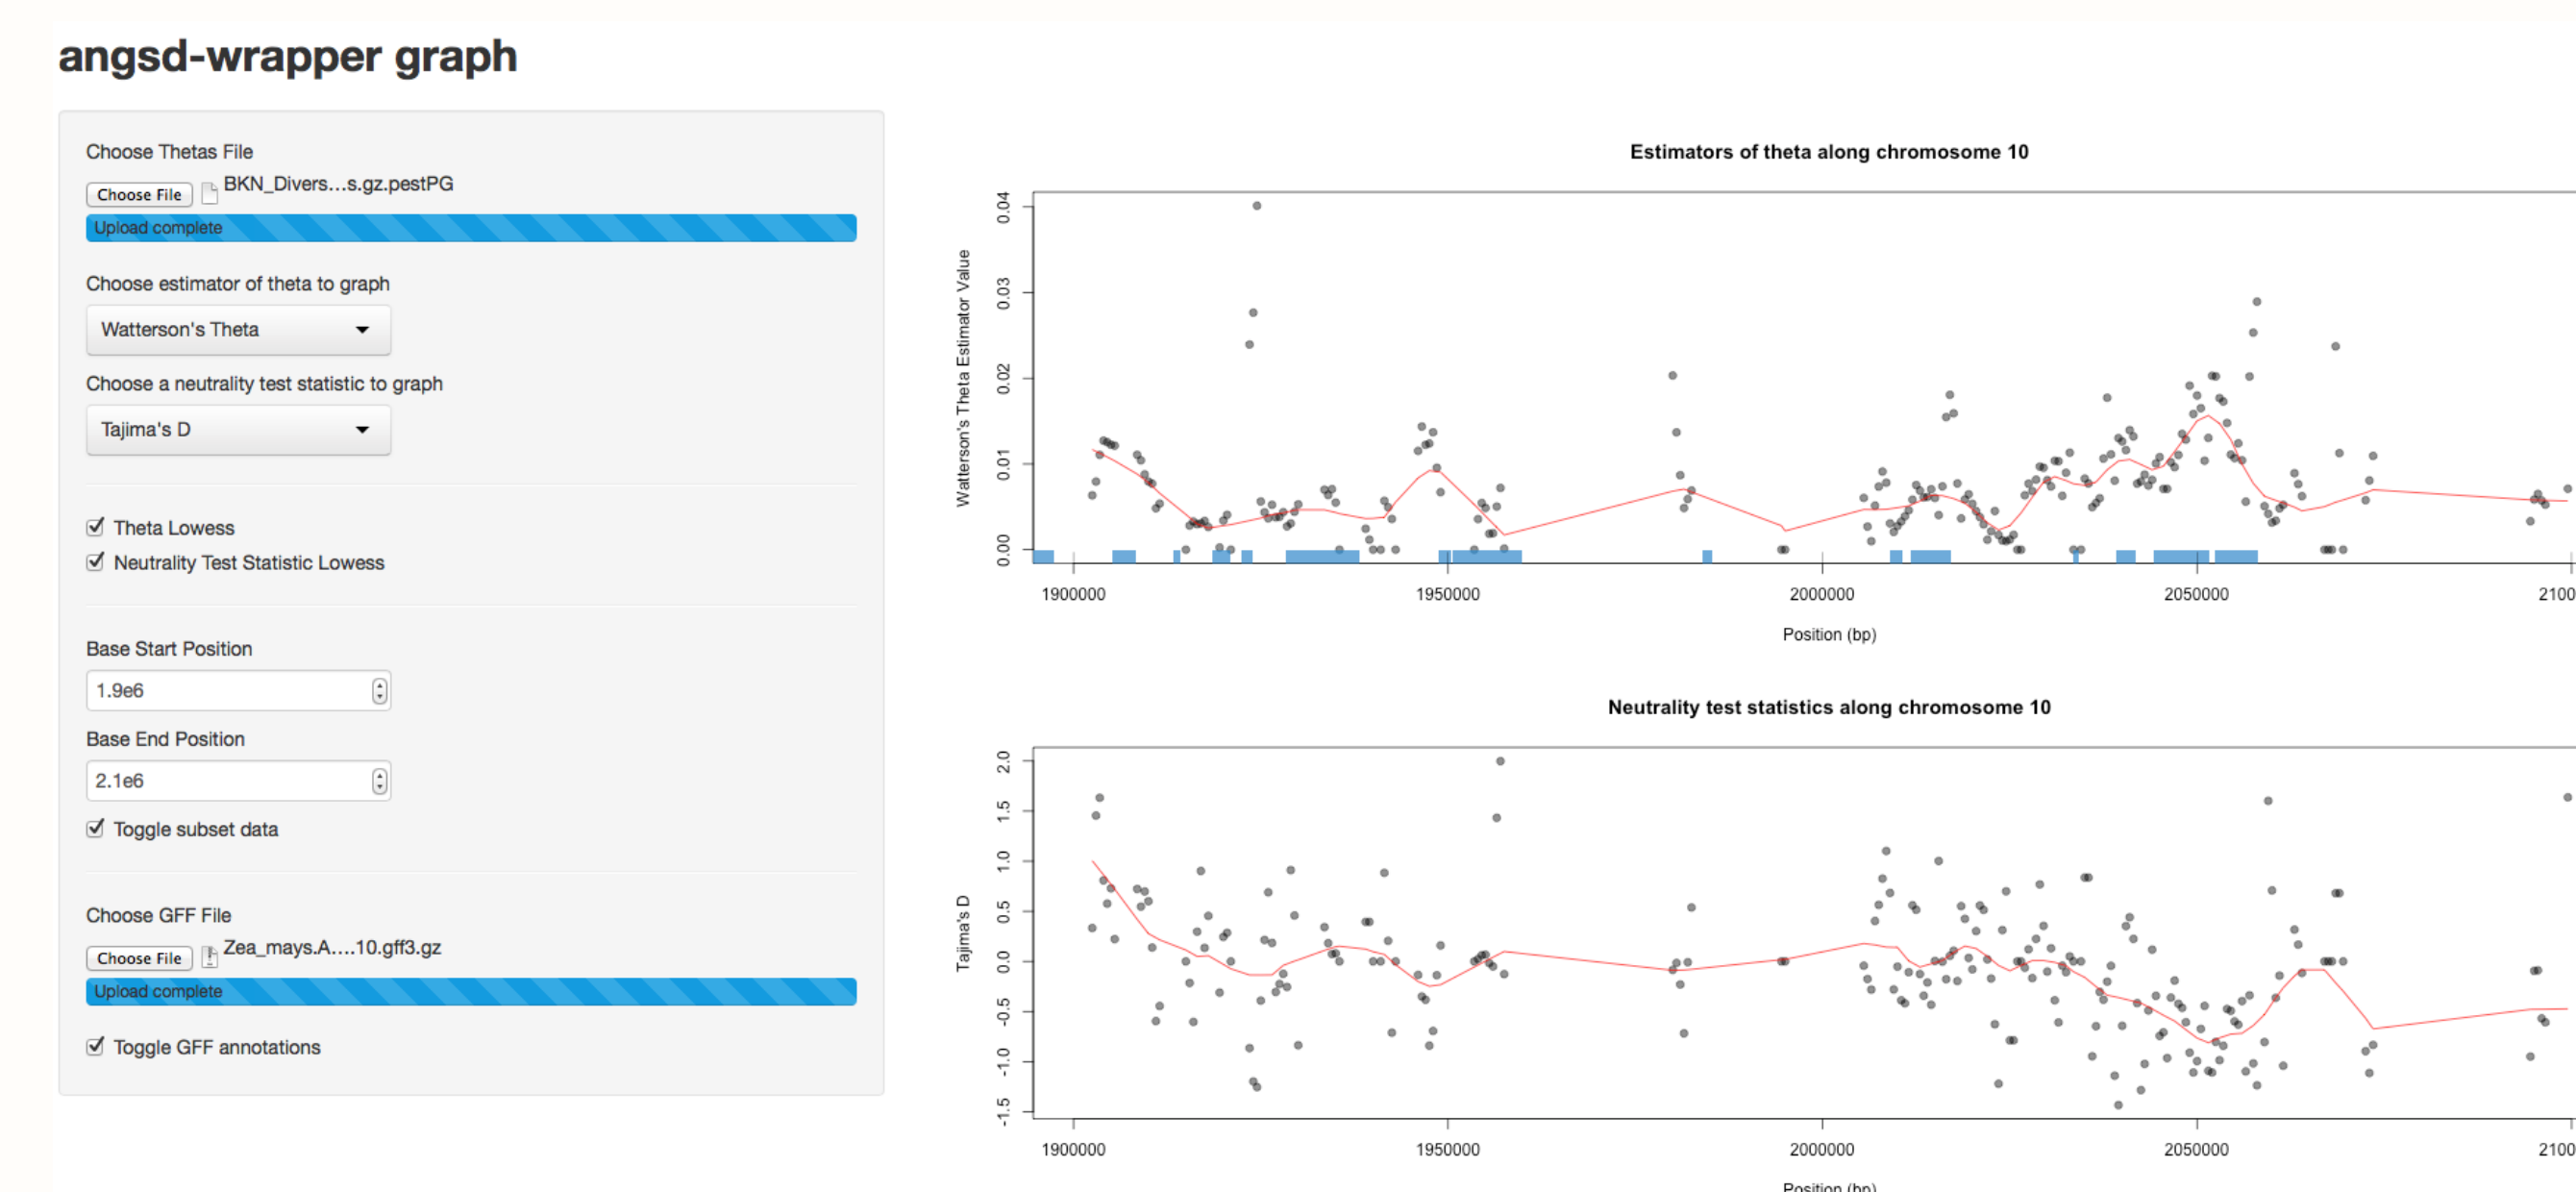 angsd-wrapper graph
Choose Thetas File
Choose File BKN_Divers...s.gz.pestPG
Upload complete
Choose estimator of theta to graph
Watterson's Theta
Choose a neutrality test statistic to graph
Tajima's D
Theta Lowess
Neutrality Test Statistic Lowess
Base Start Position
1.9e6
Base End Position
2.1e6
Toggle subset data
Choose GFF File
Choose File Zea_mays.A....10.gff3.gz
Upload complete
Toggle GFF annotations
Estimators of theta along chromosome 10
Watterson's Theta Estimator Value
0.04
0.03
0.02
0.01
0.00
1900000 1950000 2000000 2050000 2100
Position (bp)
Neutrality test statistics along chromosome 10
Tajima's D
2.0
1.5
1.0
0.5
0.0
-0.5
-1.0
-1.5
1900000 1950000 2000000 2050000 2100
Position (bp)